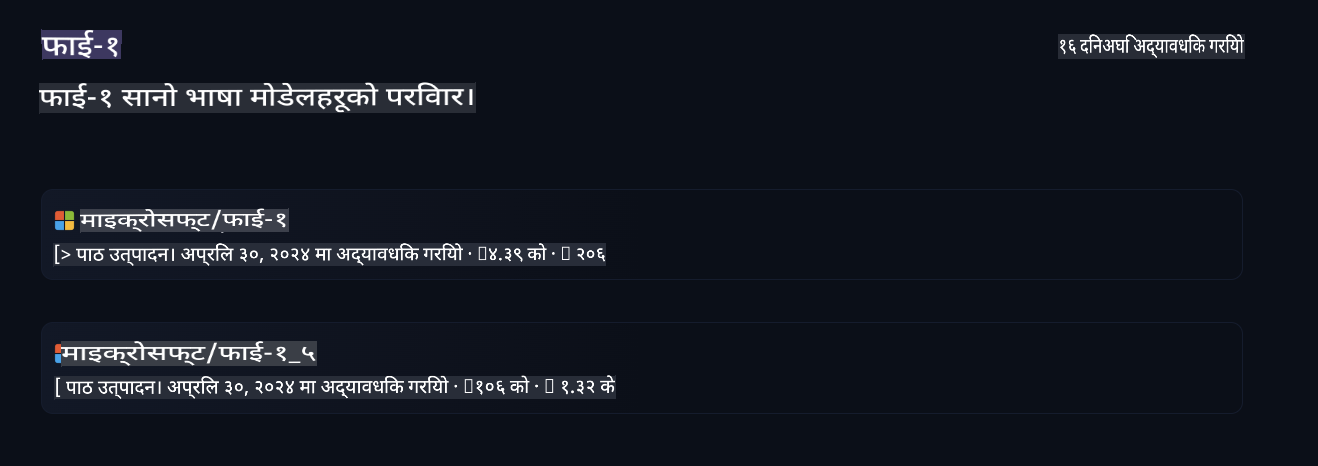 फाई-१
१६ दिनअघि अद्यावधिक गरियो
फाई-१ सानो भाषा मोडेलहरूको परिवार।
माइक्रोसफ्ट/फाई-१
[> पाठ उत्पादन। अप्रिल ३०, २०२४ मा अद्यावधिक गरियो · ४.३९ को · २०६
माइक्रोसफ्ट/फाई-१_५
[ पाठ उत्पादन। अप्रिल ३०, २०२४ मा अद्यावधिक गरियो · १०६ को · १.३२ के